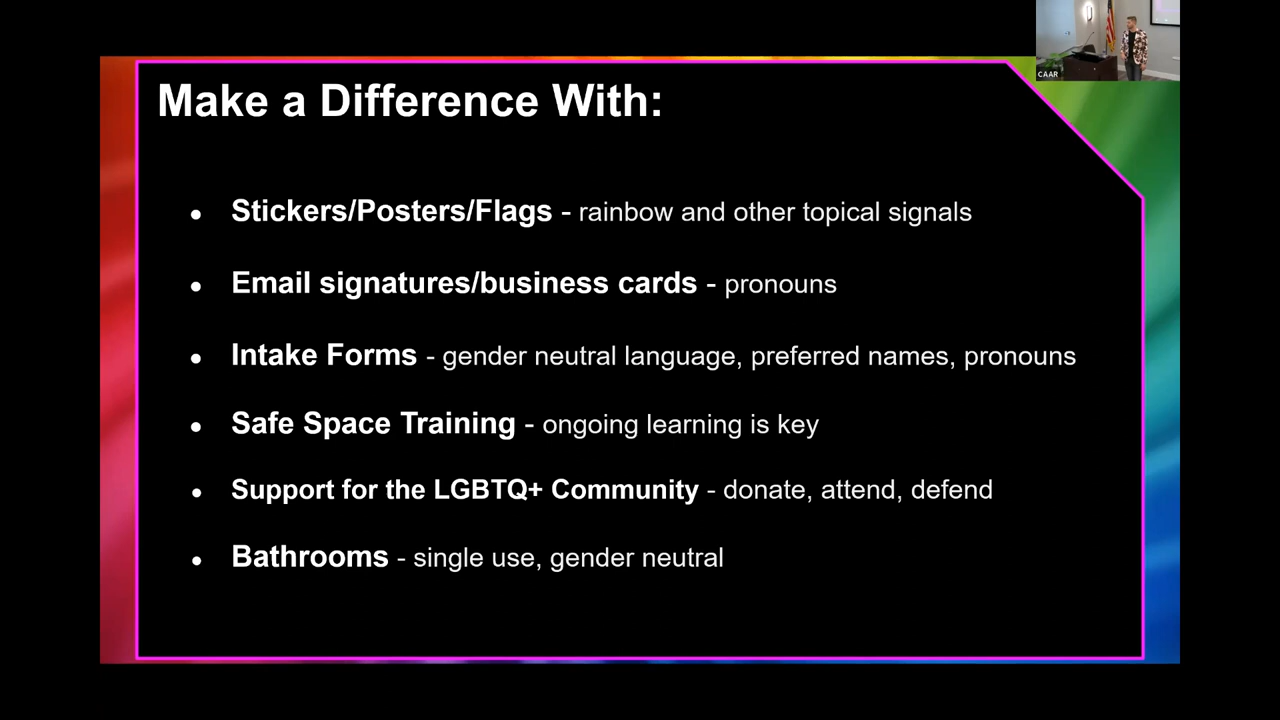 CAAR
Make a Difference With:
● Stickers/Posters/Flags - rainbow and other topical signals
● Email signatures/business cards - pronouns
● Intake Forms - gender neutral language, preferred names, pronouns
● Safe Space Training - ongoing learning is key
● Support for the LGBTQ+ Community - donate, attend, defend
● Bathrooms - single use, gender neutral